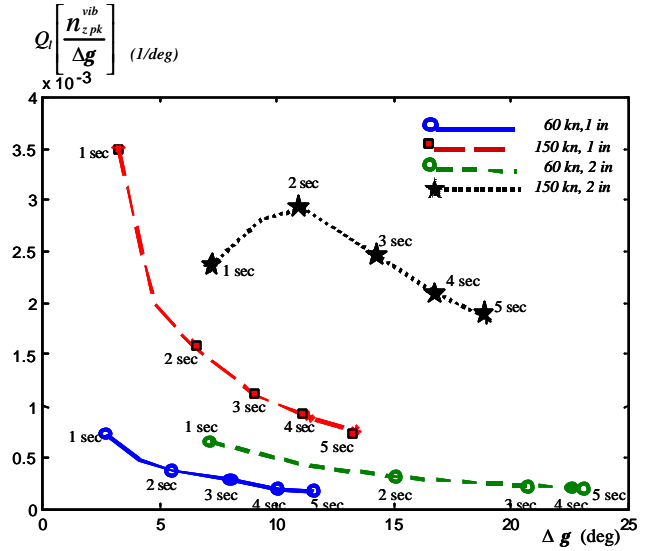 Q_l [ n_{z pk}^{vib} / Δg ] (1/deg)
x 10^-3
4
3.5
3
2.5
2
1.5
1
0.5
0
0 5 10 15 20 25
Δ g (deg)
60 kn,1 in
150 kn, 1 in
60 kn, 2 in
150 kn, 2 in
1 sec
2 sec
3 sec
4 sec
5 sec
1 sec
2 sec
3 sec
4 sec
5 sec
1 sec
2 sec
3 sec
4 sec
5 sec
1 sec
2 sec
3 sec
4 sec
5 sec